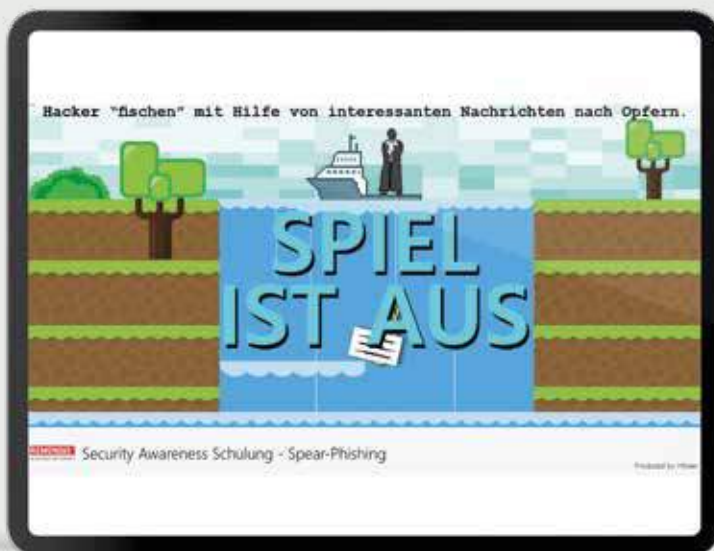 Hacker "fischen" mit Hilfe von interessanten Nachrichten nach Opfern.
SPIEL
IST AUS
Security Awareness Schulung - Spear-Phishing